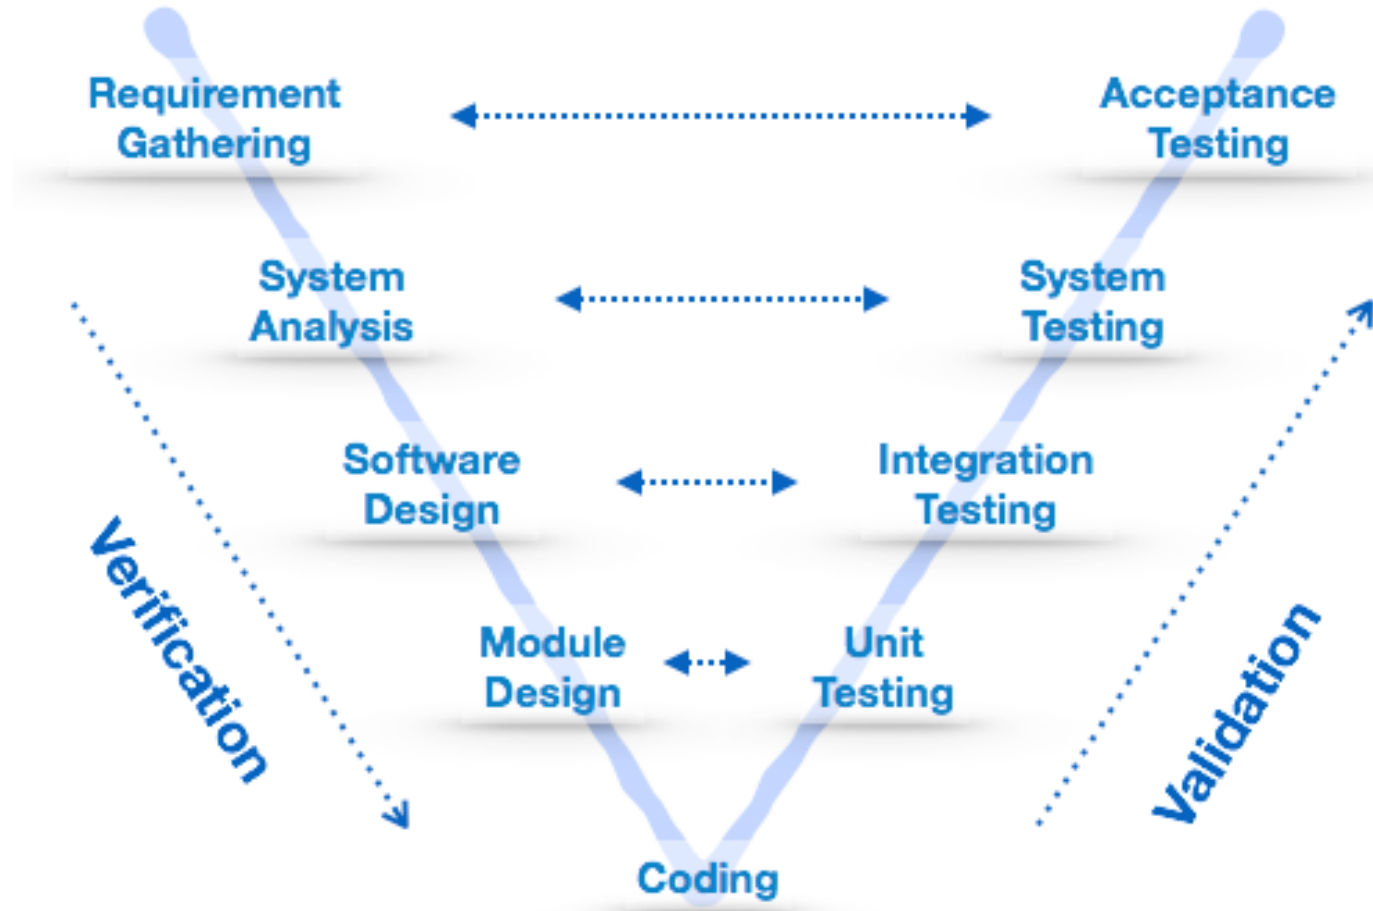 Requirement
Gathering
Acceptance
Testing
System
Analysis
System
Testing
Software
Design
Integration
Testing
Verification
Module
Design
Unit
Testing
Validation
Coding